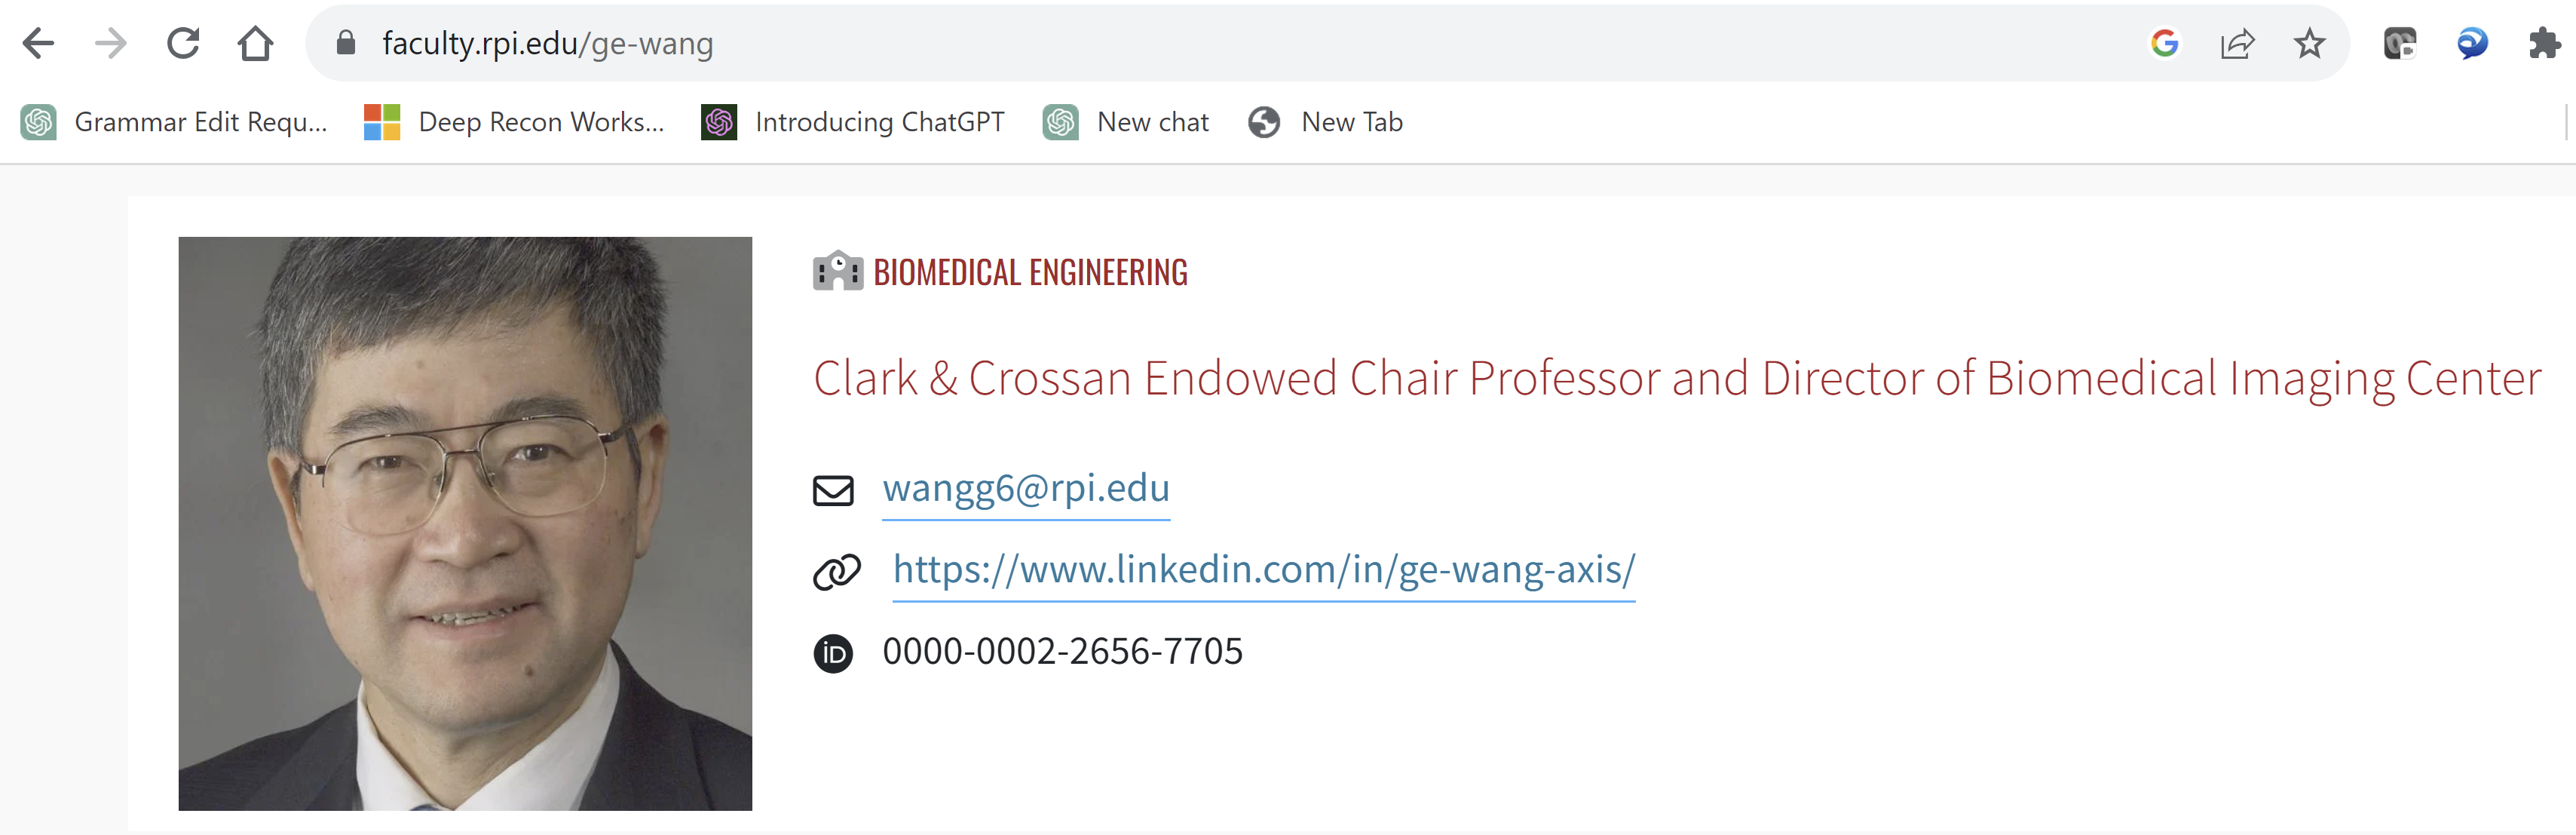 faculty.rpi.edu/ge-wang
Grammar Edit Requ... Deep Recon Works... Introducing ChatGPT New chat New Tab
BIOMEDICAL ENGINEERING
Clark & Crossan Endowed Chair Professor and Director of Biomedical Imaging Center
wangg6@rpi.edu
https://www.linkedin.com/in/ge-wang-axis/
iD 0000-0002-2656-7705